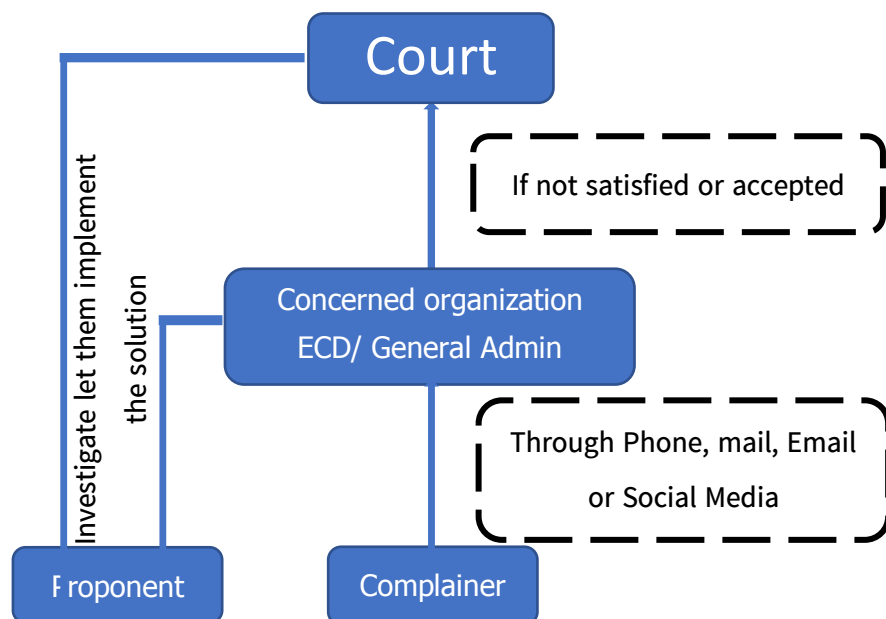 Court
If not satisfied or accepted
Investigate let them implement
the solution
Concerned organization
ECD/ General Admin
Through Phone, mail, Email
or Social Media
Proponent
Complainer